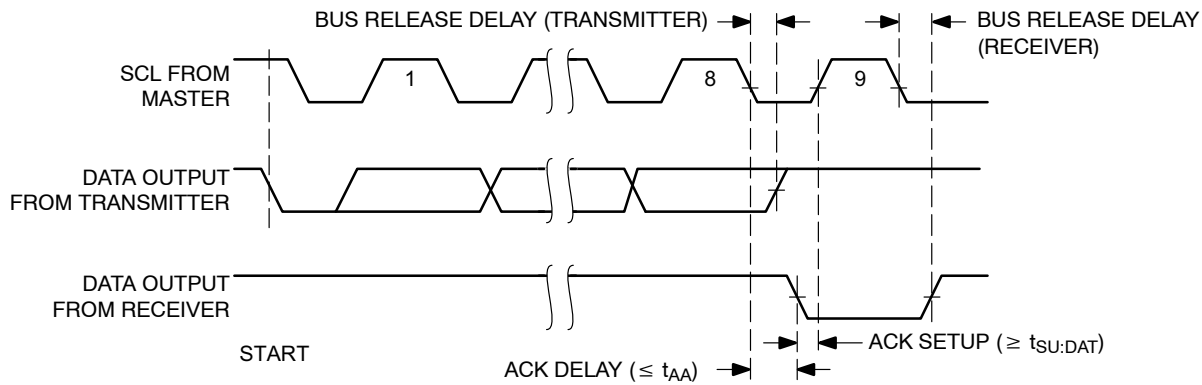 BUS RELEASE DELAY (TRANSMITTER)
BUS RELEASE DELAY
(RECEIVER)
SCL FROM
MASTER
1
8
9
DATA OUTPUT
FROM TRANSMITTER
DATA OUTPUT
FROM RECEIVER
START
ACK SETUP (≥ tSU:DAT)
ACK DELAY (≤ tAA)